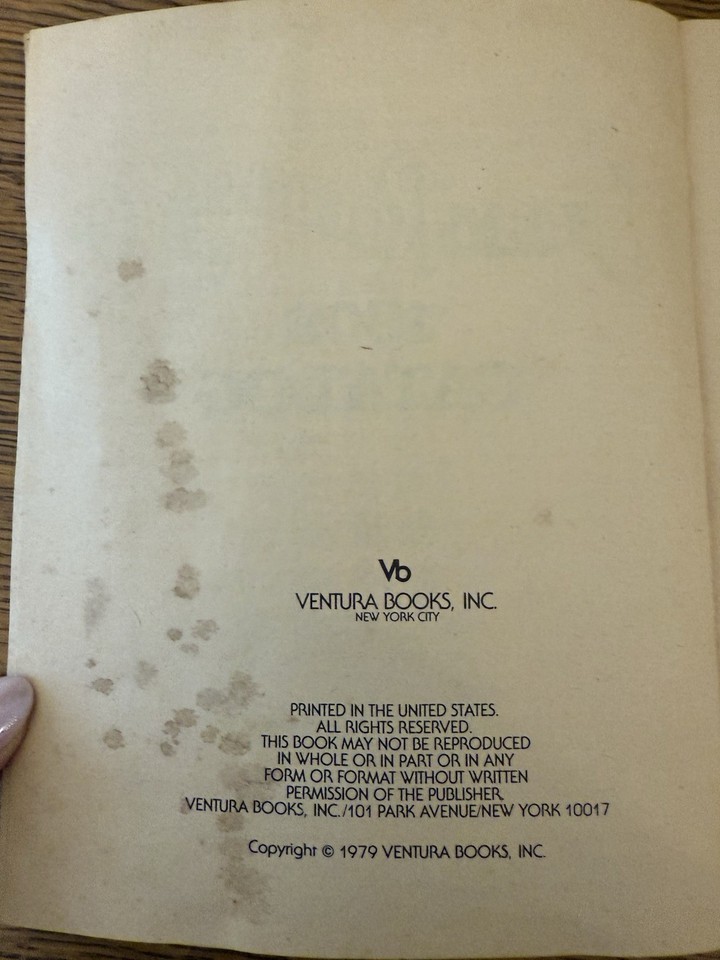 Vb
VENTURA BOOKS, INC.
NEW YORK CITY
PRINTED IN THE UNITED STATES.
ALL RIGHTS RESERVED.
THIS BOOK MAY NOT BE REPRODUCED
IN WHOLE OR IN PART OR IN ANY
FORM OR FORMAT WITHOUT WRITTEN
PERMISSION OF THE PUBLISHER.
VENTURA BOOKS, INC./101 PARK AVENUE/NEW YORK 10017
Copyright © 1979 VENTURA BOOKS, INC.